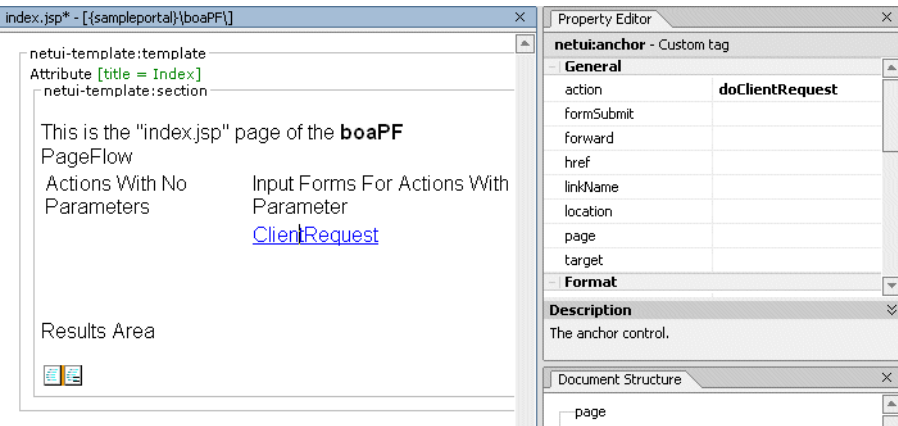 index.jsp* - [{sampleportal}\boaPF\]
netui-template:template
Attribute [title = Index]
netui-template:section
This is the "index.jsp" page of the boaPF
PageFlow
Actions With No
Parameters
Input Forms For Actions With
Parameter
ClientRequest
Results Area
Property Editor
netui:anchor - Custom tag
General
action doClientRequest
formSubmit
forward
href
linkName
location
page
target
Format
Description
The anchor control.
Document Structure
page